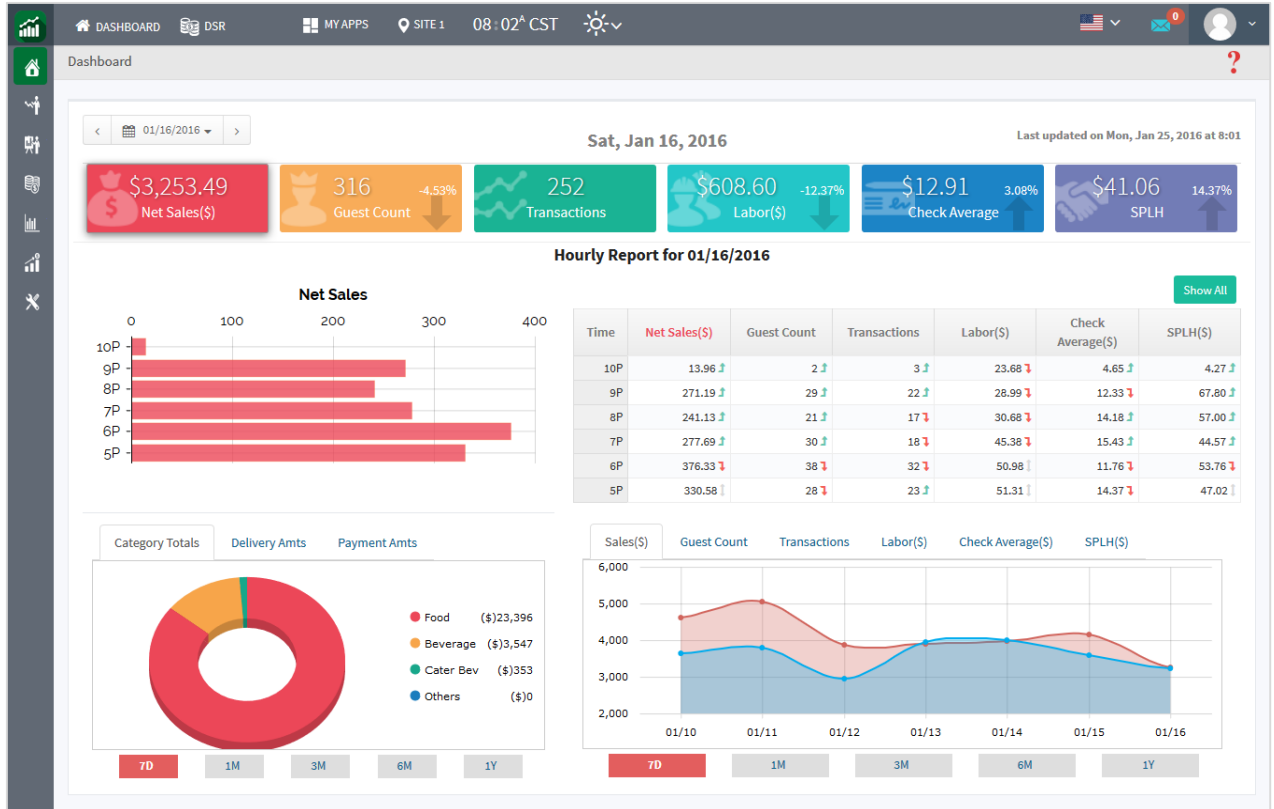 DASHBOARD DSR MY APPS SITE 1 08:02ᴬ CST 0
Dashboard ?
01/16/2016 Sat, Jan 16, 2016 Last updated on Mon, Jan 25, 2016 at 8:01
$3,253.49
Net Sales($)
316 -4.53%
Guest Count
252
Transactions
$608.60 -12.37%
Labor($)
$12.91 3.08%
Check Average
$41.06 14.37%
SPLH
Hourly Report for 01/16/2016
Net Sales
0 100 200 300 400
10P
9P
8P
7P
6P
5P
Show All
Time Net Sales($) Guest Count Transactions Labor($) Check Average($) SPLH($)
10P 13.96 2 3 23.68 4.65 4.27
9P 271.19 29 22 28.99 12.33 67.80
8P 241.13 21 17 30.68 14.18 57.00
7P 277.69 30 18 45.38 15.43 44.57
6P 376.33 38 32 50.98 11.76 53.76
5P 330.58 28 23 51.31 14.37 47.02
Category Totals Delivery Amts Payment Amts
Food ($)23,396
Beverage ($)3,547
Cater Bev ($)353
Others ($)0
7D 1M 3M 6M 1Y
Sales($) Guest Count Transactions Labor($) Check Average($) SPLH($)
6,000
5,000
4,000
3,000
2,000
01/10 01/11 01/12 01/13 01/14 01/15 01/16
7D 1M 3M 6M 1Y